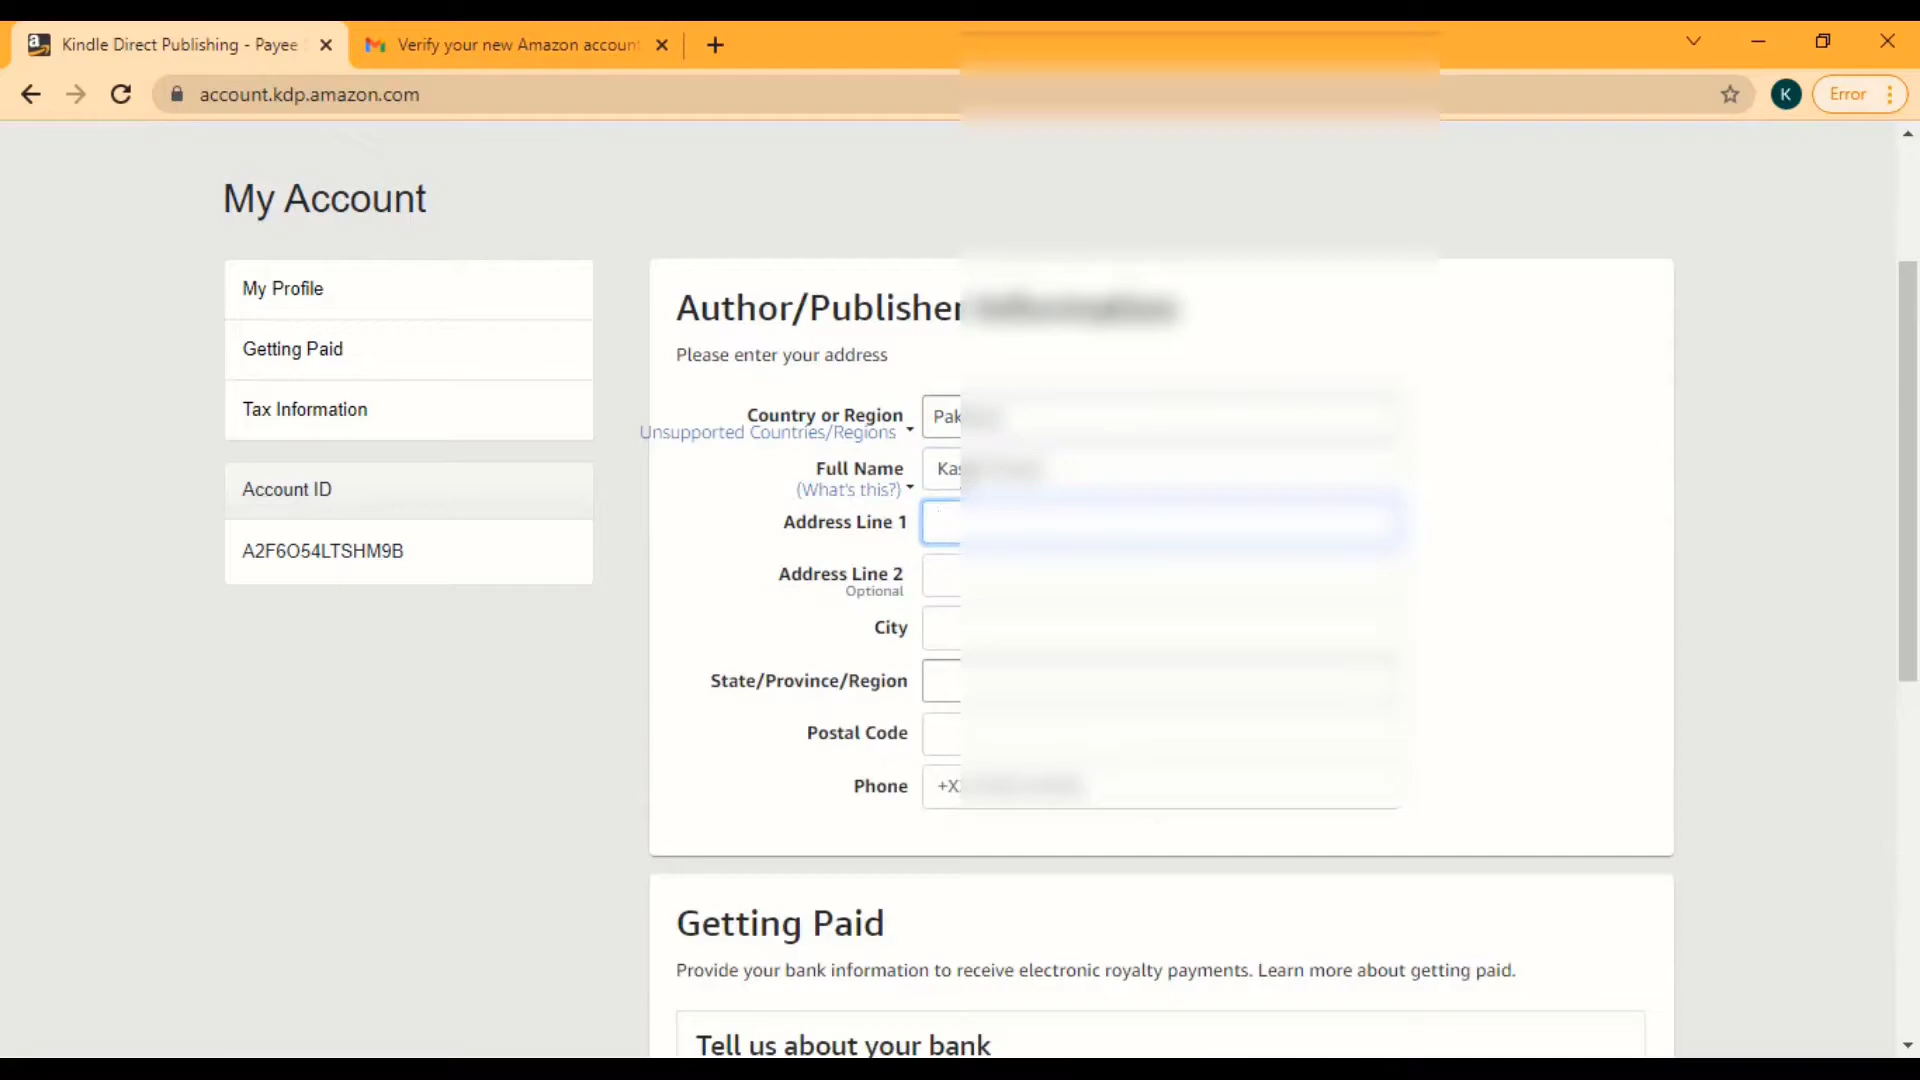 Kindle Direct Publishing - Payee
Verify your new Amazon account
account.kdp.amazon.com
K
Error
My Account
My Profile
Getting Paid
Tax Information
Account ID
A2F6O54LTSHM9B
Author/Publisher
Please enter your address
Country or Region
Pak
Unsupported Countries/Regions
Full Name
Kas
(What's this?)
Address Line 1
Address Line 2
Optional
City
State/Province/Region
Postal Code
Phone
+X
Getting Paid
Provide your bank information to receive electronic royalty payments. Learn more about getting paid.
Tell us about your bank